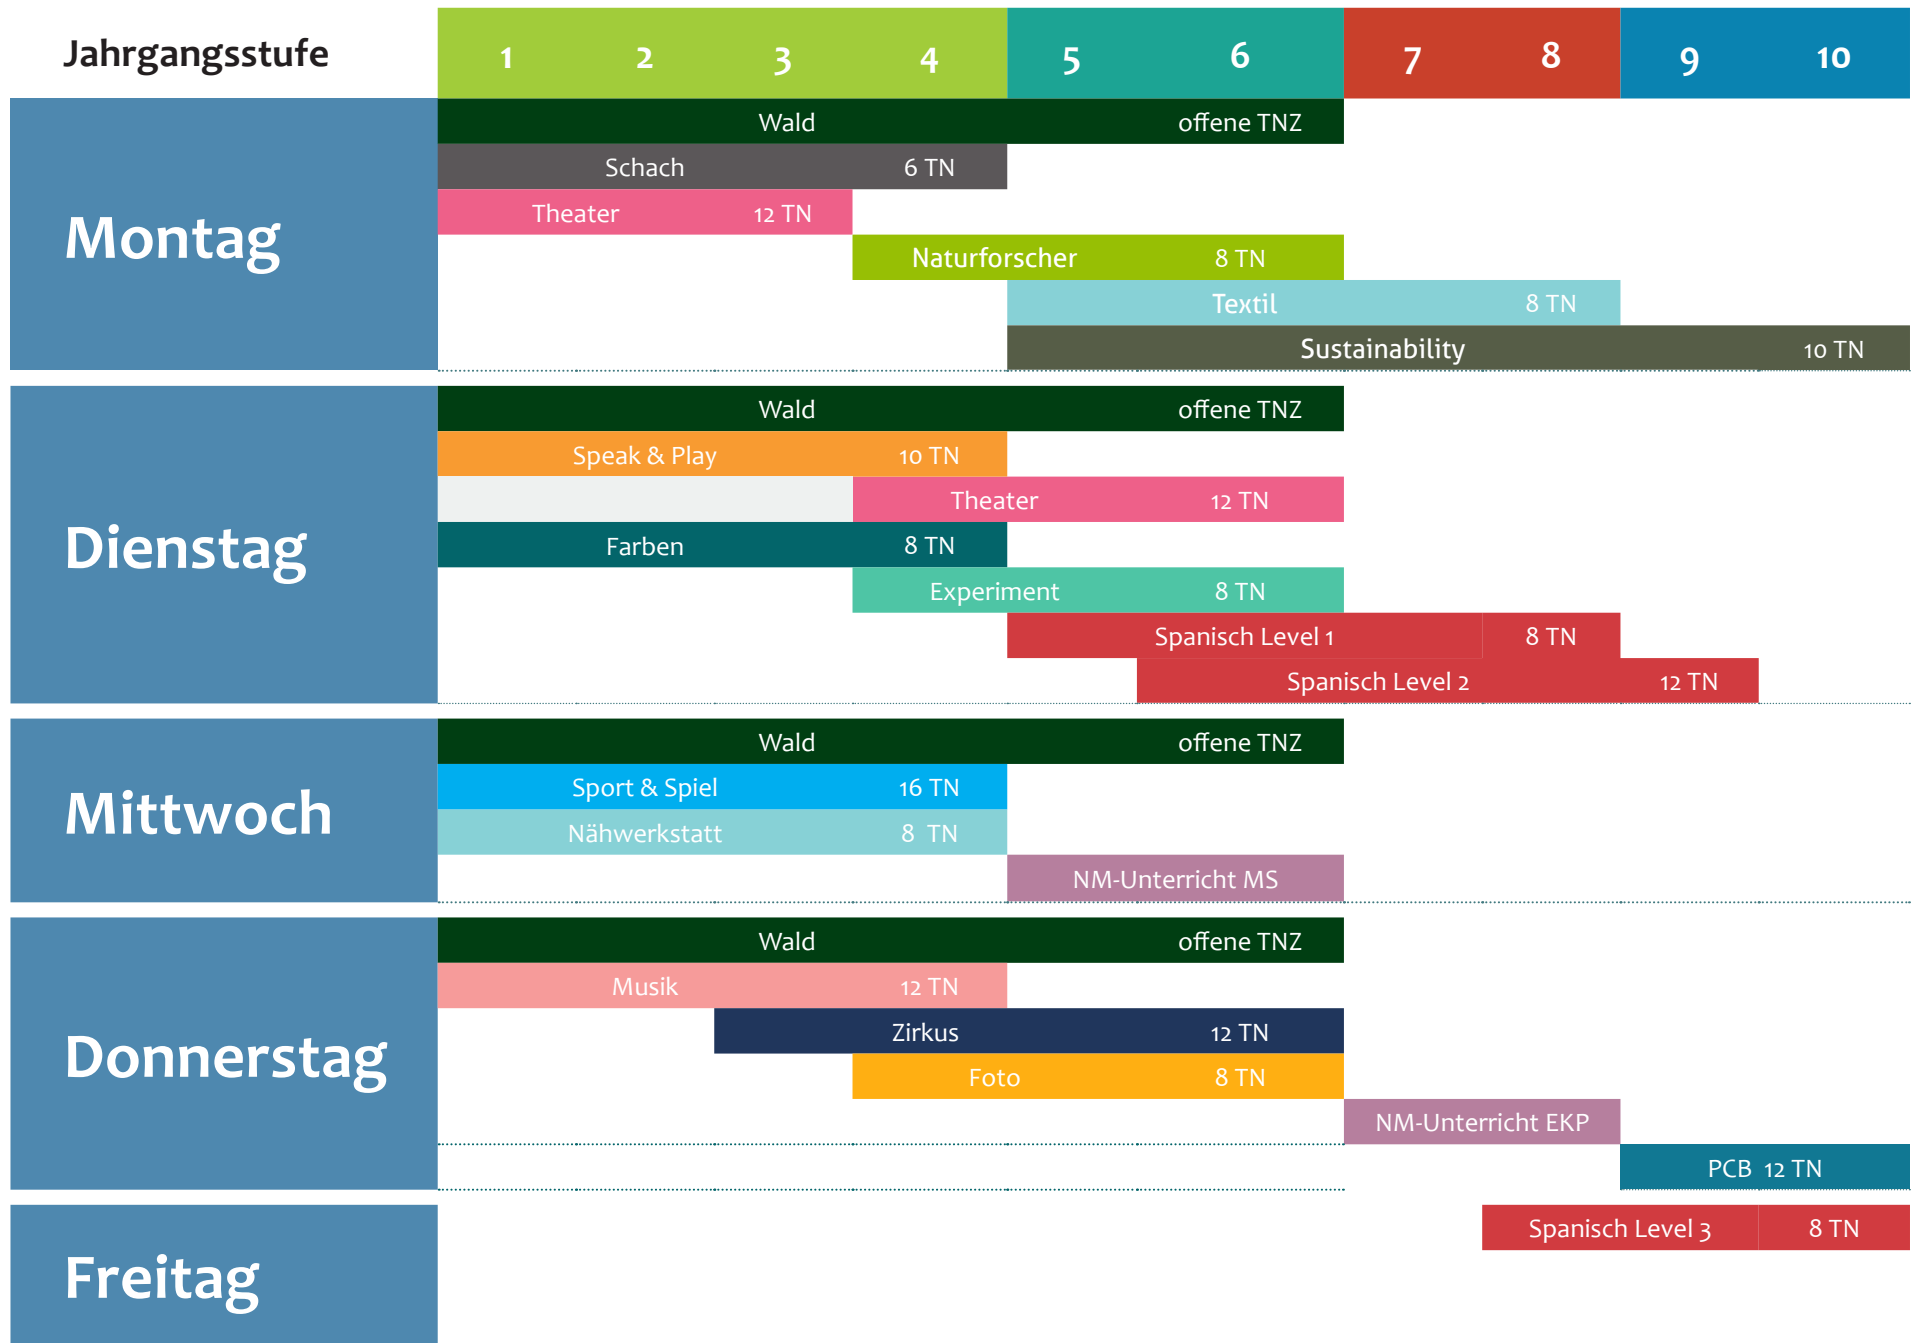 Jahrgangsstufe 1 2 3 4 5 6 7 8 9 10
Montag
Wald offene TNZ
Schach 6 TN
Theater 12 TN
Naturforscher 8 TN
Textil 8 TN
Sustainability 10 TN
Dienstag
Wald offene TNZ
Speak & Play 10 TN
Theater 12 TN
Farben 8 TN
Experiment 8 TN
Spanisch Level 1 8 TN
Spanisch Level 2 12 TN
Mittwoch
Wald offene TNZ
Sport & Spiel 16 TN
Nähwerkstatt 8 TN
NM-Unterricht MS
Donnerstag
Wald offene TNZ
Musik 12 TN
Zirkus 12 TN
Foto 8 TN
NM-Unterricht EKP
PCB 12 TN
Freitag
Spanisch Level 3 8 TN